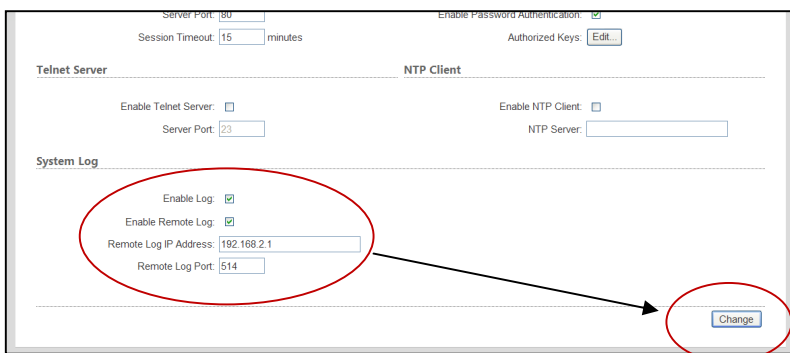 Server Port: 80
Enable Password Authentication:
Session Timeout: 15 minutes
Authorized Keys: Edit...
Telnet Server
NTP Client
Enable Telnet Server:
Enable NTP Client:
Server Port: 23
NTP Server:
System Log
Enable Log:
Enable Remote Log:
Remote Log IP Address: 192.168.2.1
Remote Log Port: 514
Change